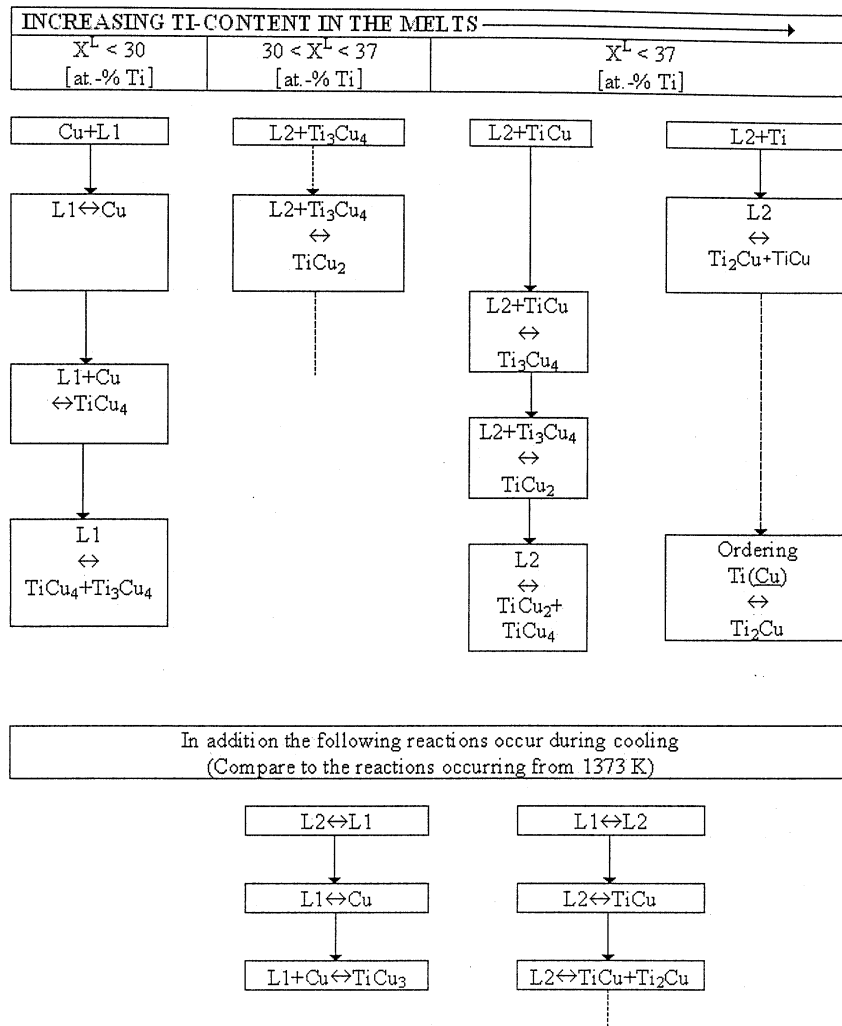 INCREASING TI-CONTENT IN THE MELTS
X^L < 30
[at.-% Ti]
30 < X^L < 37
[at.-% Ti]
X^L < 37
[at.-% Ti]
Cu+L1
L2+Ti₃Cu₄
L2+TiCu
L2+Ti
L1↔Cu
L2+Ti₃Cu₄
↔
TiCu₂
L2
↔
Ti₂Cu+TiCu
L2+TiCu
↔
Ti₃Cu₄
L1+Cu
↔TiCu₄
L2+Ti₃Cu₄
↔
TiCu₂
L1
↔
TiCu₄+Ti₃Cu₄
L2
↔
TiCu₂+
TiCu₄
Ordering
Ti(Cu)
↔
Ti₂Cu
In addition the following reactions occur during cooling
(Compare to the reactions occurring from 1373 K)
L2↔L1
L1↔L2
L1↔Cu
L2↔TiCu
L1+Cu↔TiCu₃
L2↔TiCu+Ti₂Cu